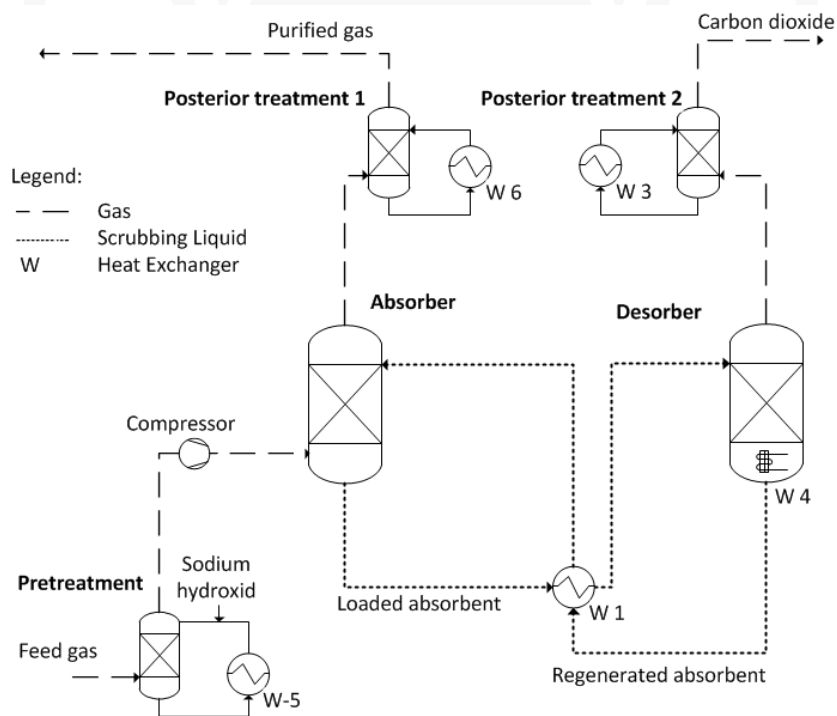 Purified gas
Carbon dioxide
Posterior treatment 1
Posterior treatment 2
Legend:
Gas
Scrubbing Liquid
W Heat Exchanger
W 6
W 3
Absorber
Desorber
Compressor
W 4
Pretreatment
Sodium
hydroxid
Loaded absorbent
W 1
Feed gas
W-5
Regenerated absorbent